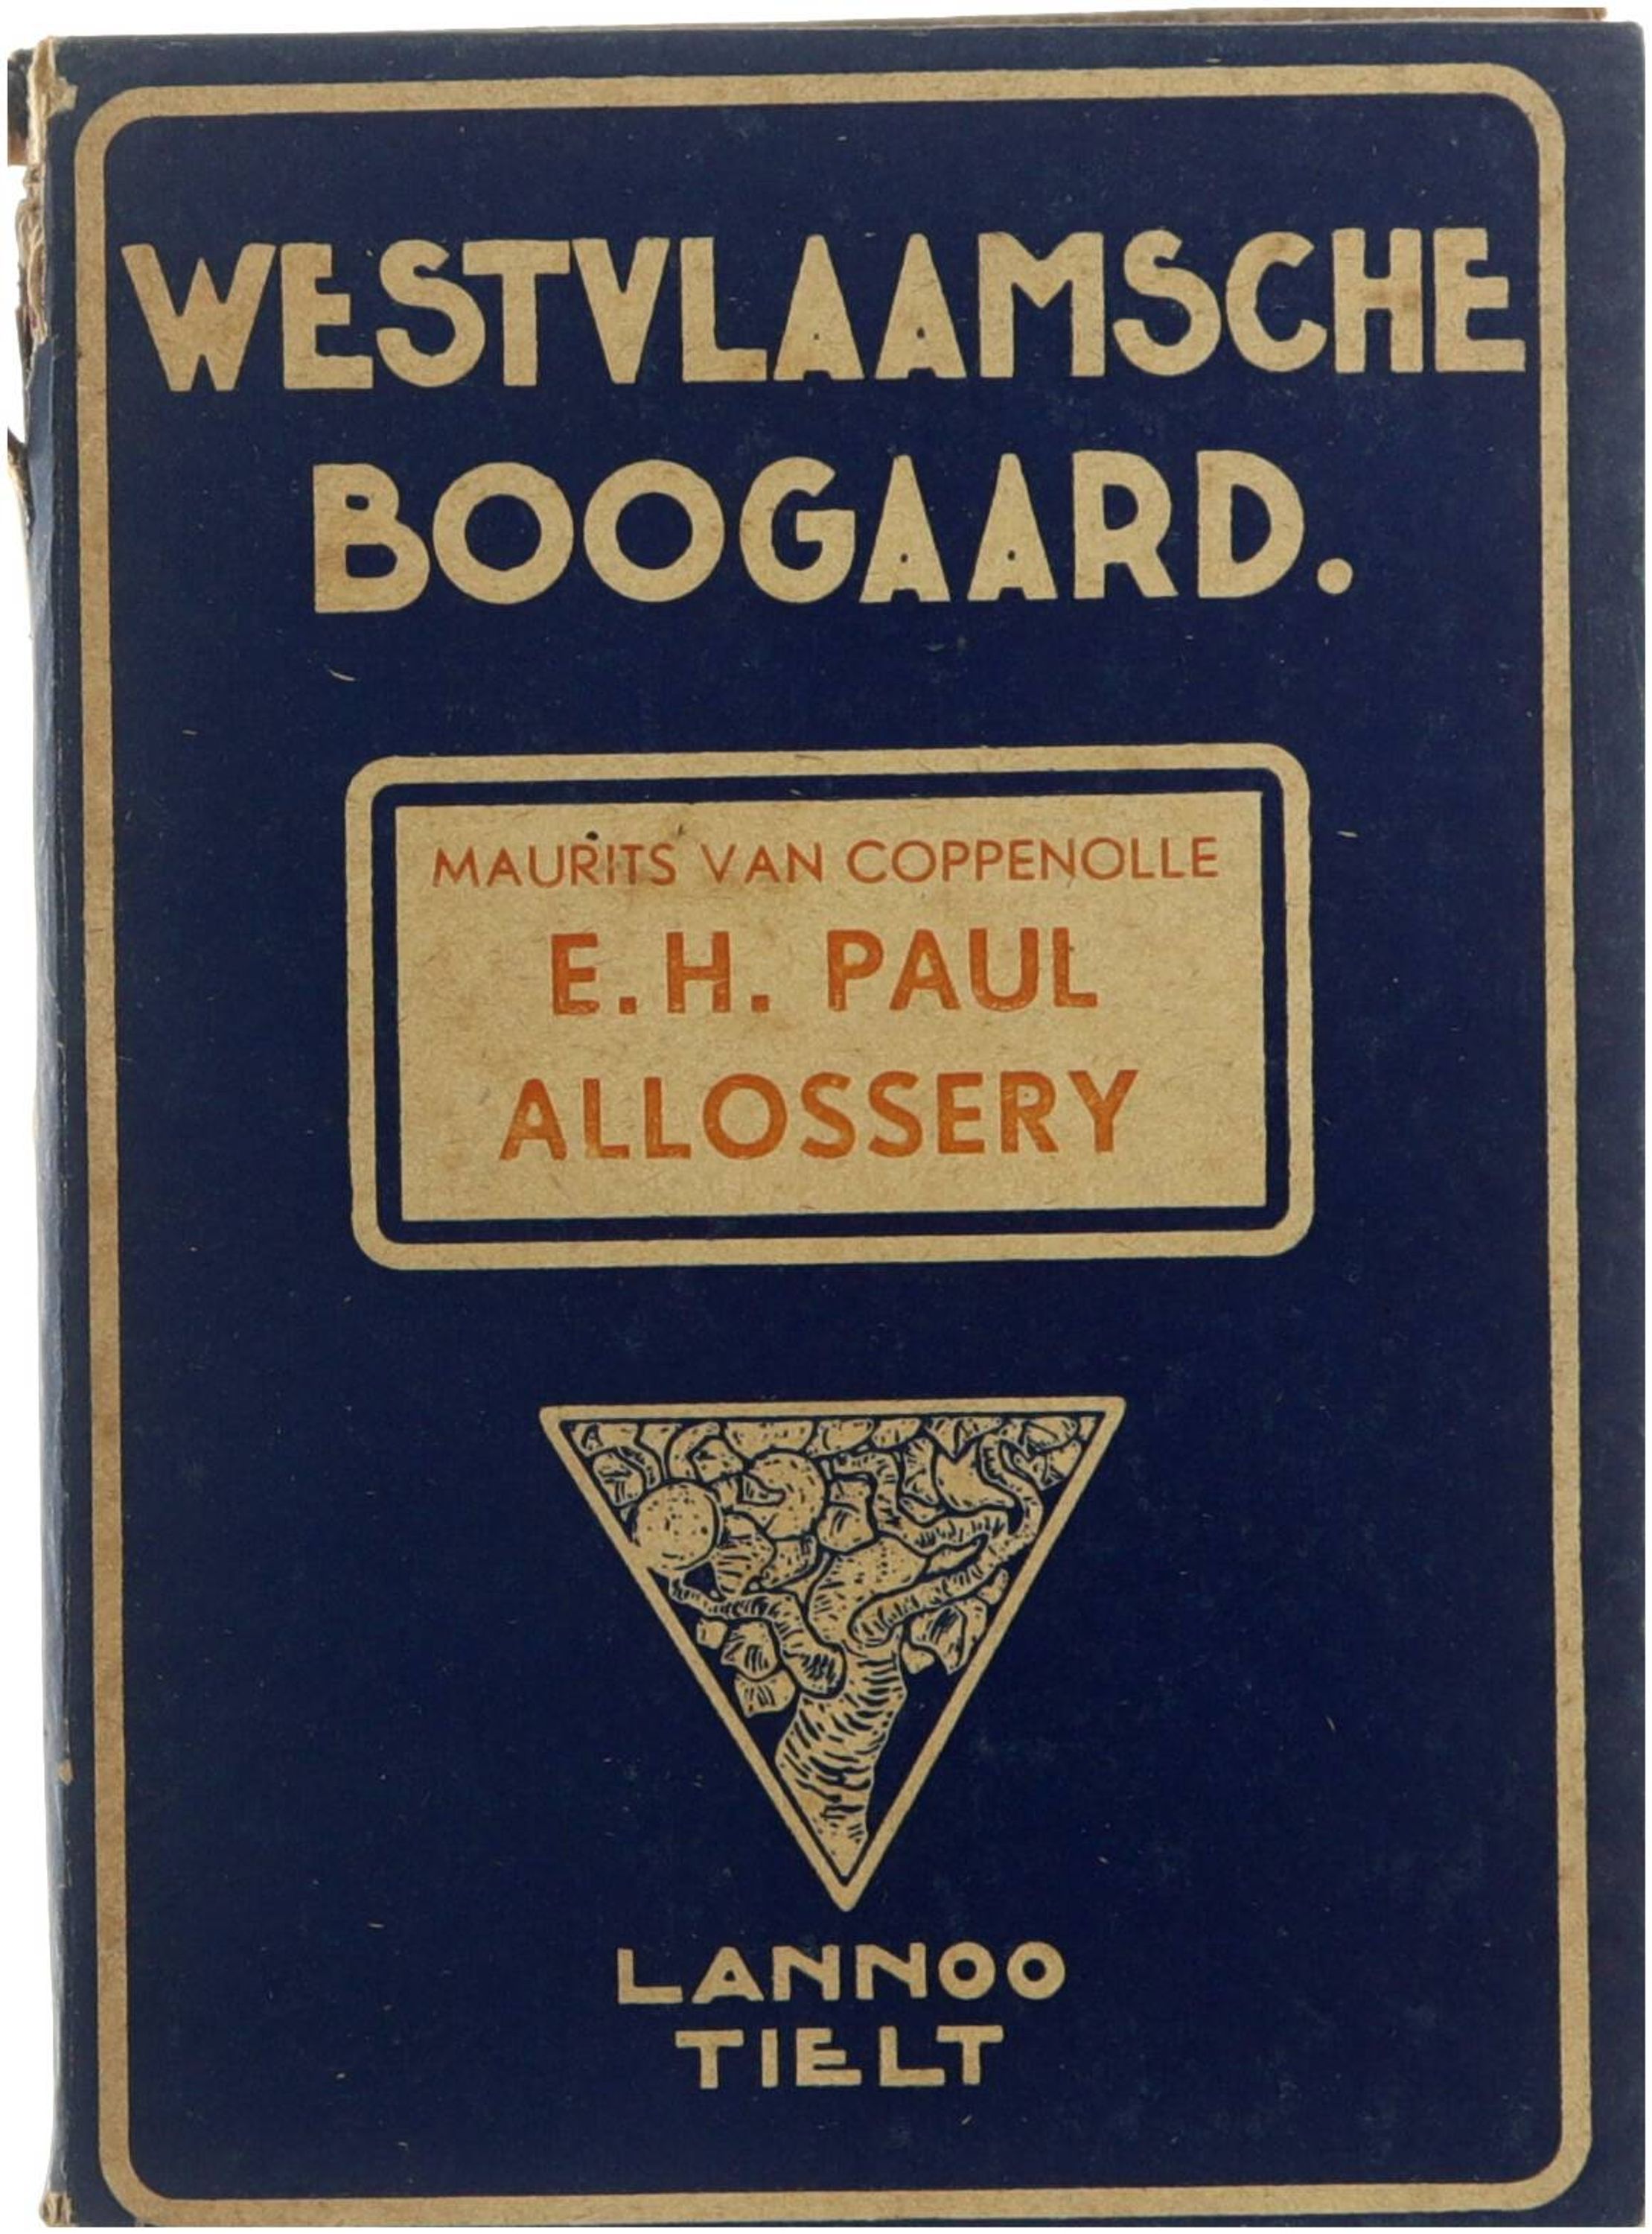 WESTVLAAMSCHE
BOOGAARD.
MAURITS VAN COPPENOLLE
E. H. PAUL
ALLOSSERY
LANNOO
TIELT